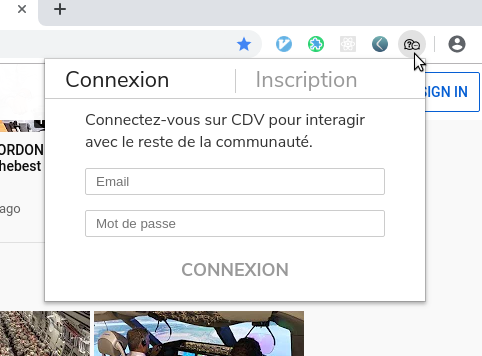 SIGN IN
Connexion
Inscription
Connectez-vous sur CDV pour interagir
avec le reste de la communauté.
ORDON
hebest
ago
Email
Mot de passe
CONNEXION